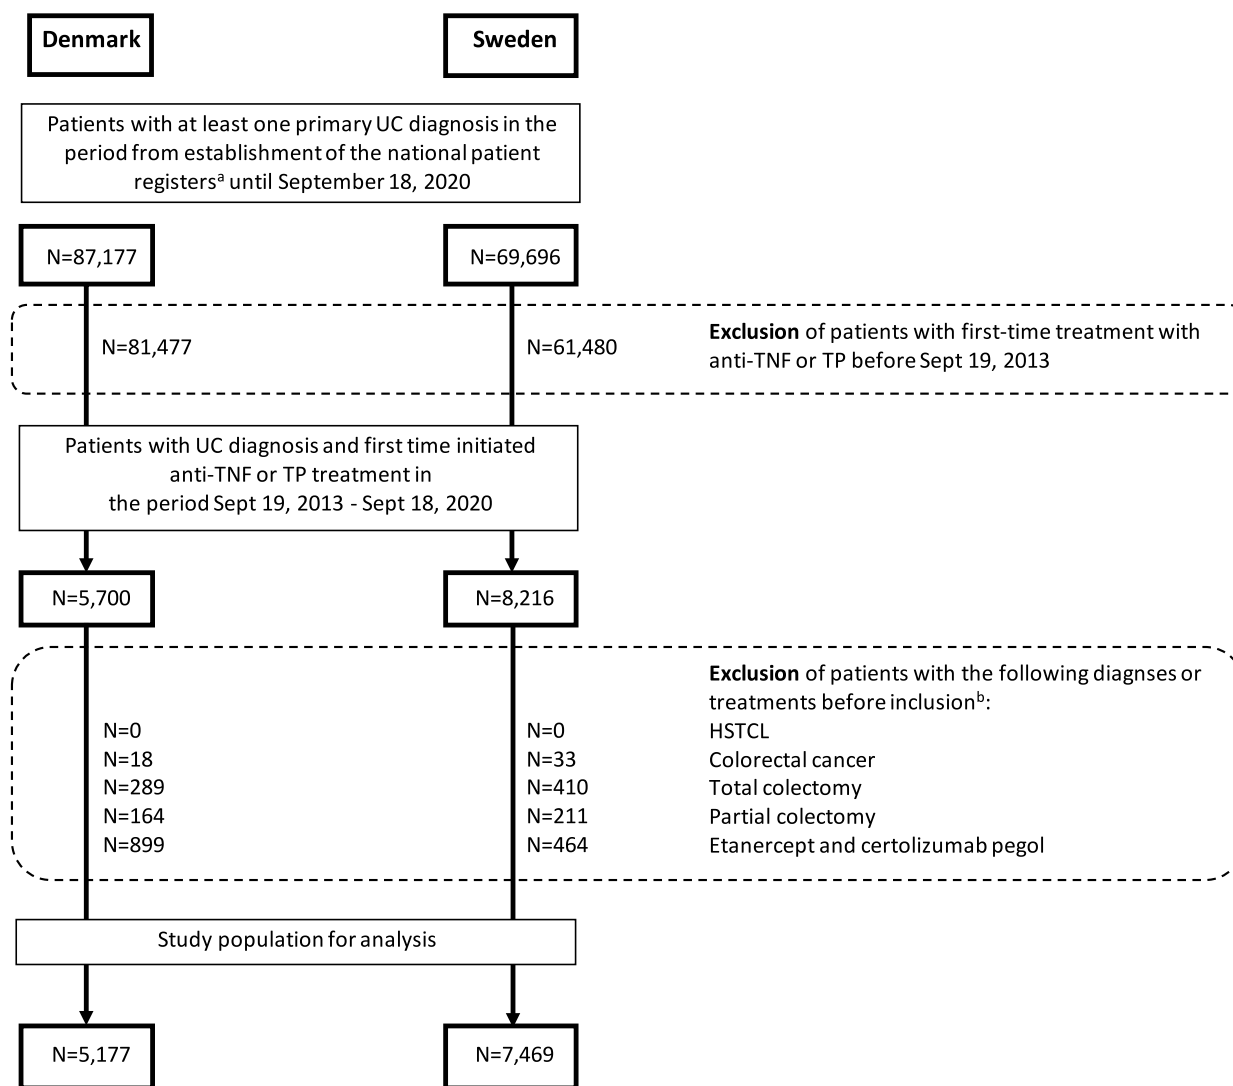 Denmark
Sweden
Patients with at least one primary UC diagnosis in the
period from establishment of the national patient
registersᵃ until September 18, 2020
N=87,177
N=69,696
N=81,477
N=61,480
Exclusion of patients with first-time treatment with
anti-TNF or TP before Sept 19, 2013
Patients with UC diagnosis and first time initiated
anti-TNF or TP treatment in
the period Sept 19, 2013 - Sept 18, 2020
N=5,700
N=8,216
Exclusion of patients with the following diagnses or
treatments before inclusionᵇ:
N=0
N=0
HSTCL
N=18
N=33
Colorectal cancer
N=289
N=410
Total colectomy
N=164
N=211
Partial colectomy
N=899
N=464
Etanercept and certolizumab pegol
Study population for analysis
N=5,177
N=7,469